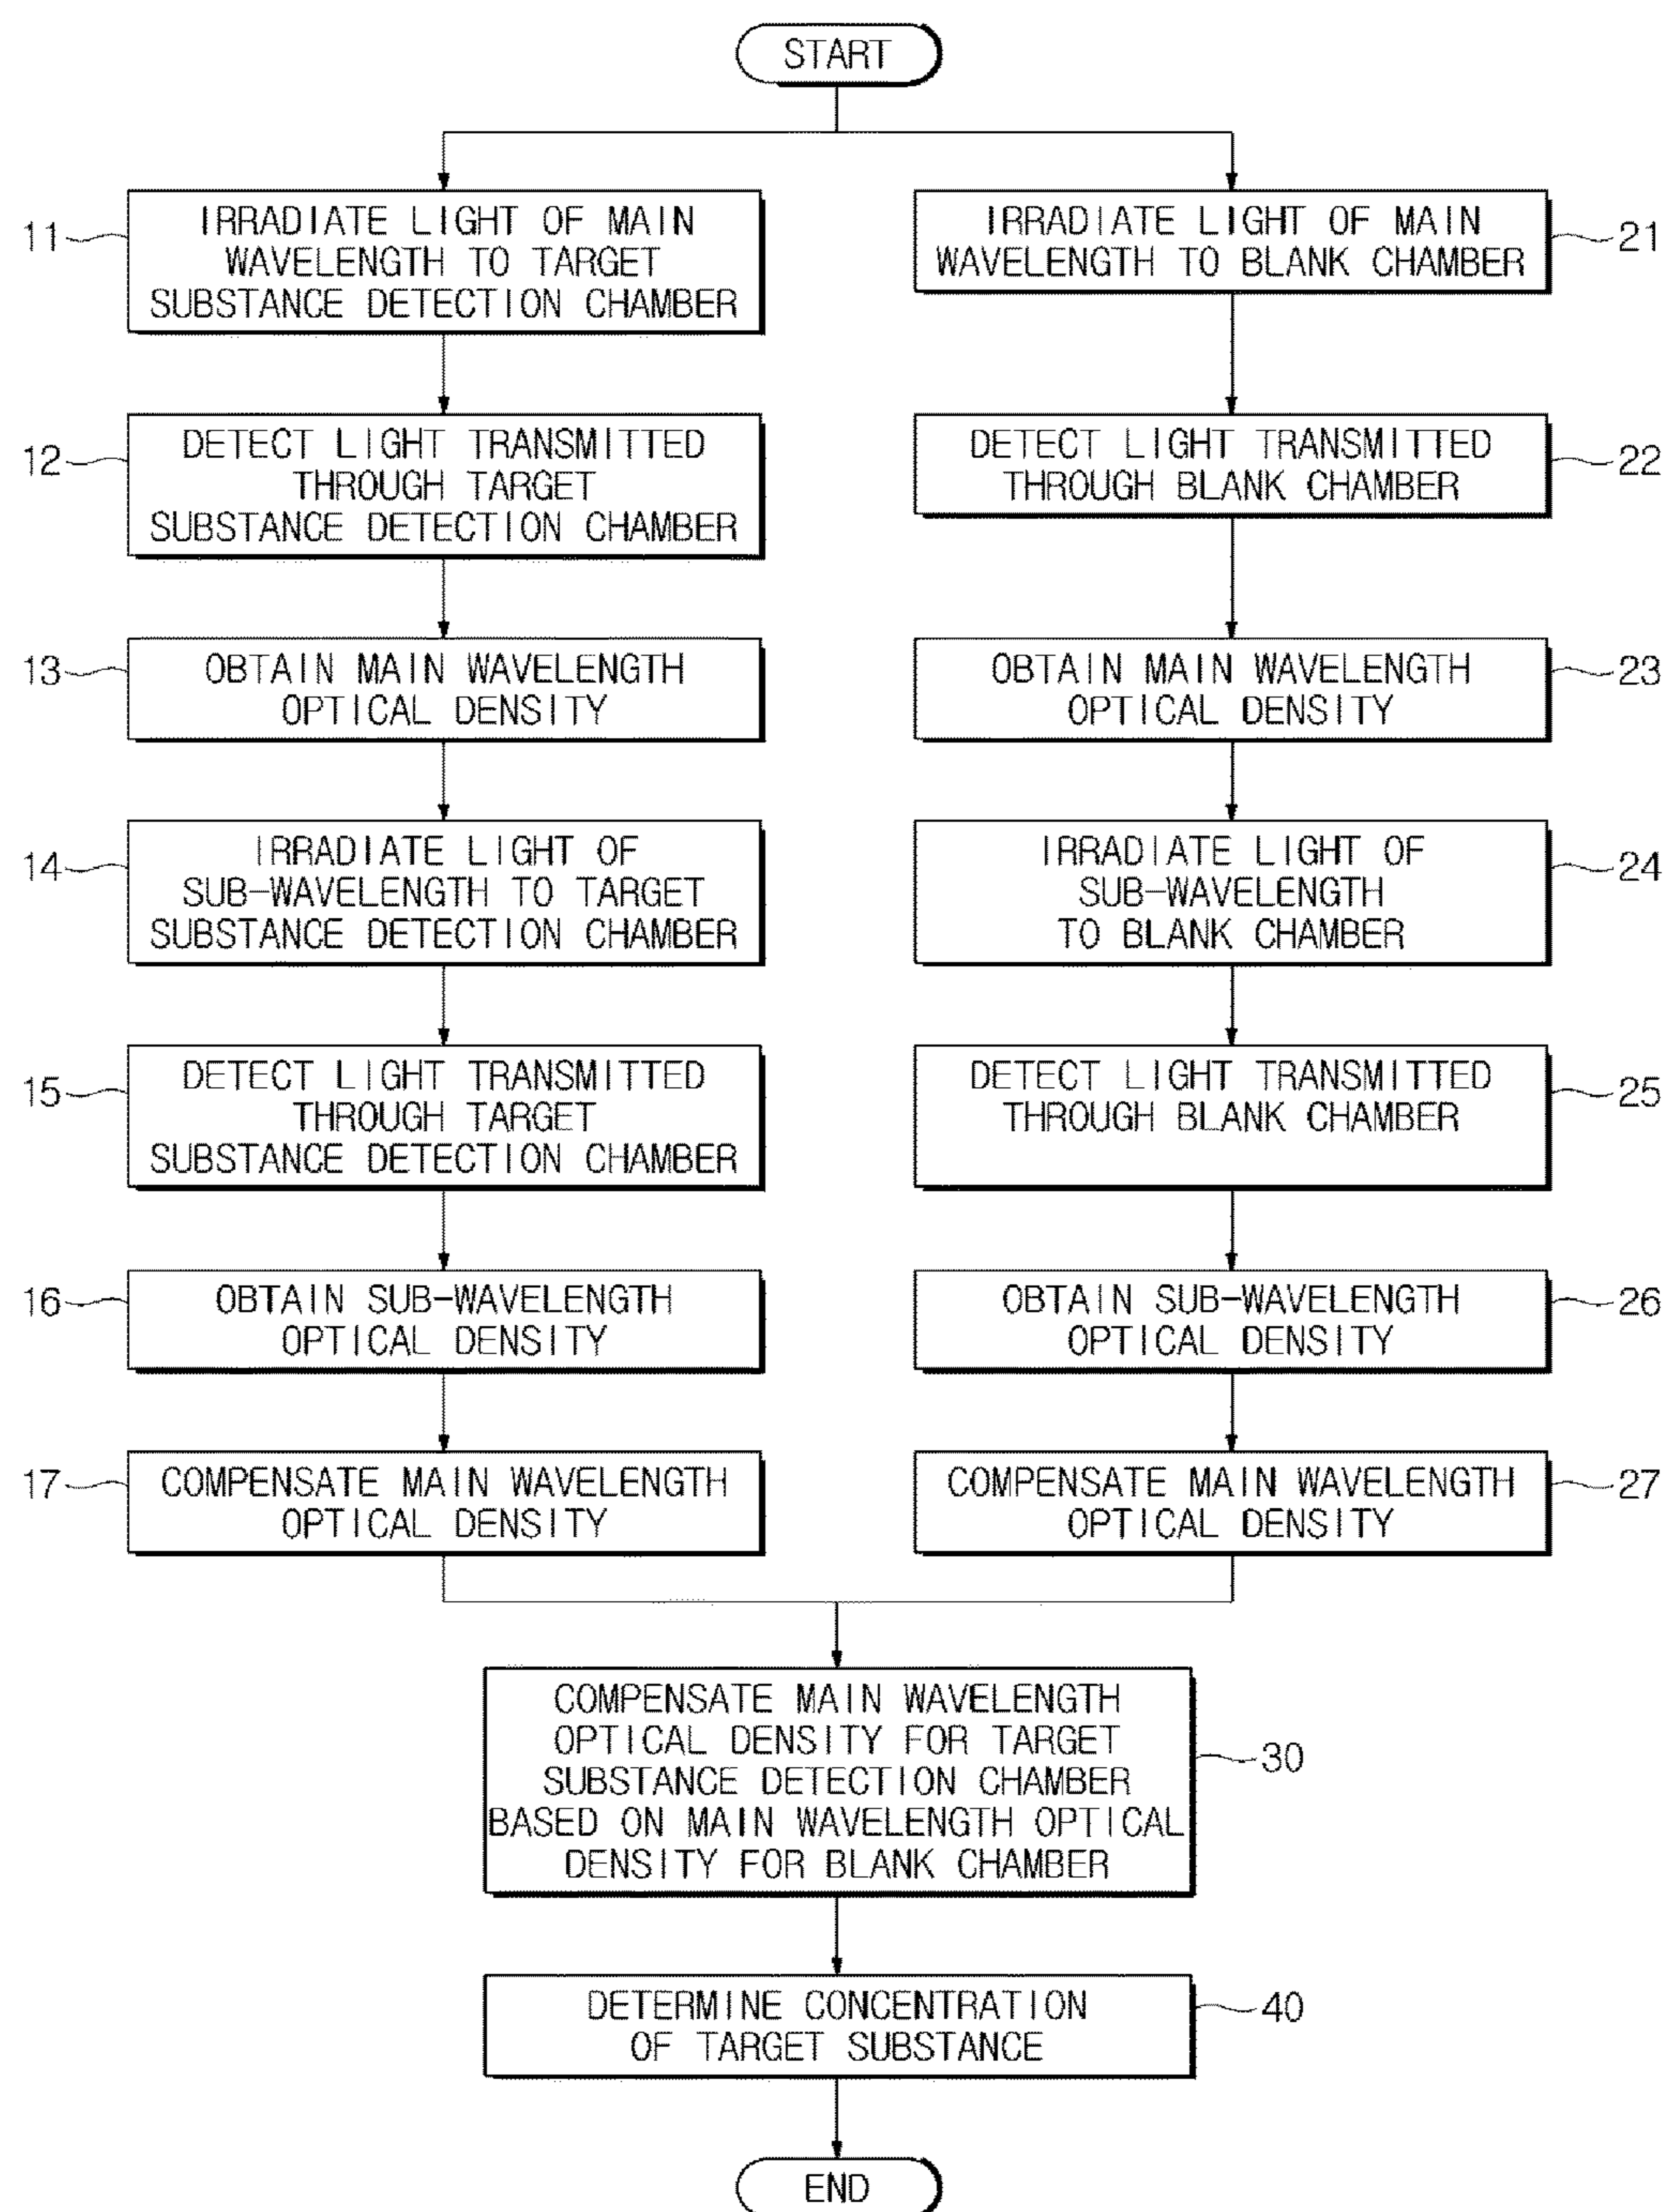 START
11
IRRADIATE LIGHT OF MAIN
WAVELENGTH TO TARGET
SUBSTANCE DETECTION CHAMBER
IRRADIATE LIGHT OF MAIN
WAVELENGTH TO BLANK CHAMBER
21
12
DETECT LIGHT TRANSMITTED
THROUGH TARGET
SUBSTANCE DETECTION CHAMBER
DETECT LIGHT TRANSMITTED
THROUGH BLANK CHAMBER
22
13
OBTAIN MAIN WAVELENGTH
OPTICAL DENSITY
OBTAIN MAIN WAVELENGTH
OPTICAL DENSITY
23
14
IRRADIATE LIGHT OF
SUB-WAVELENGTH TO TARGET
SUBSTANCE DETECTION CHAMBER
IRRADIATE LIGHT OF
SUB-WAVELENGTH
TO BLANK CHAMBER
24
15
DETECT LIGHT TRANSMITTED
THROUGH TARGET
SUBSTANCE DETECTION CHAMBER
DETECT LIGHT TRANSMITTED
THROUGH BLANK CHAMBER
25
16
OBTAIN SUB-WAVELENGTH
OPTICAL DENSITY
OBTAIN SUB-WAVELENGTH
OPTICAL DENSITY
26
17
COMPENSATE MAIN WAVELENGTH
OPTICAL DENSITY
COMPENSATE MAIN WAVELENGTH
OPTICAL DENSITY
27
COMPENSATE MAIN WAVELENGTH
OPTICAL DENSITY FOR TARGET
SUBSTANCE DETECTION CHAMBER
BASED ON MAIN WAVELENGTH OPTICAL
DENSITY FOR BLANK CHAMBER
30
DETERMINE CONCENTRATION
OF TARGET SUBSTANCE
40
END